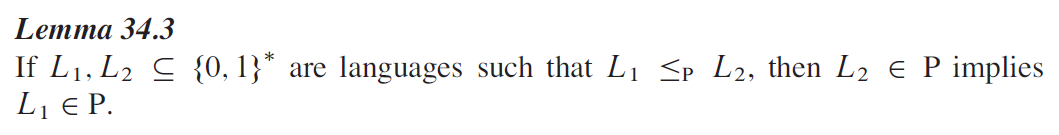 Lemma 34.3
If L₁, L₂ ⊆ {0, 1}* are languages such that L₁ ≤ₚ L₂, then L₂ ∈ P implies
L₁ ∈ P.